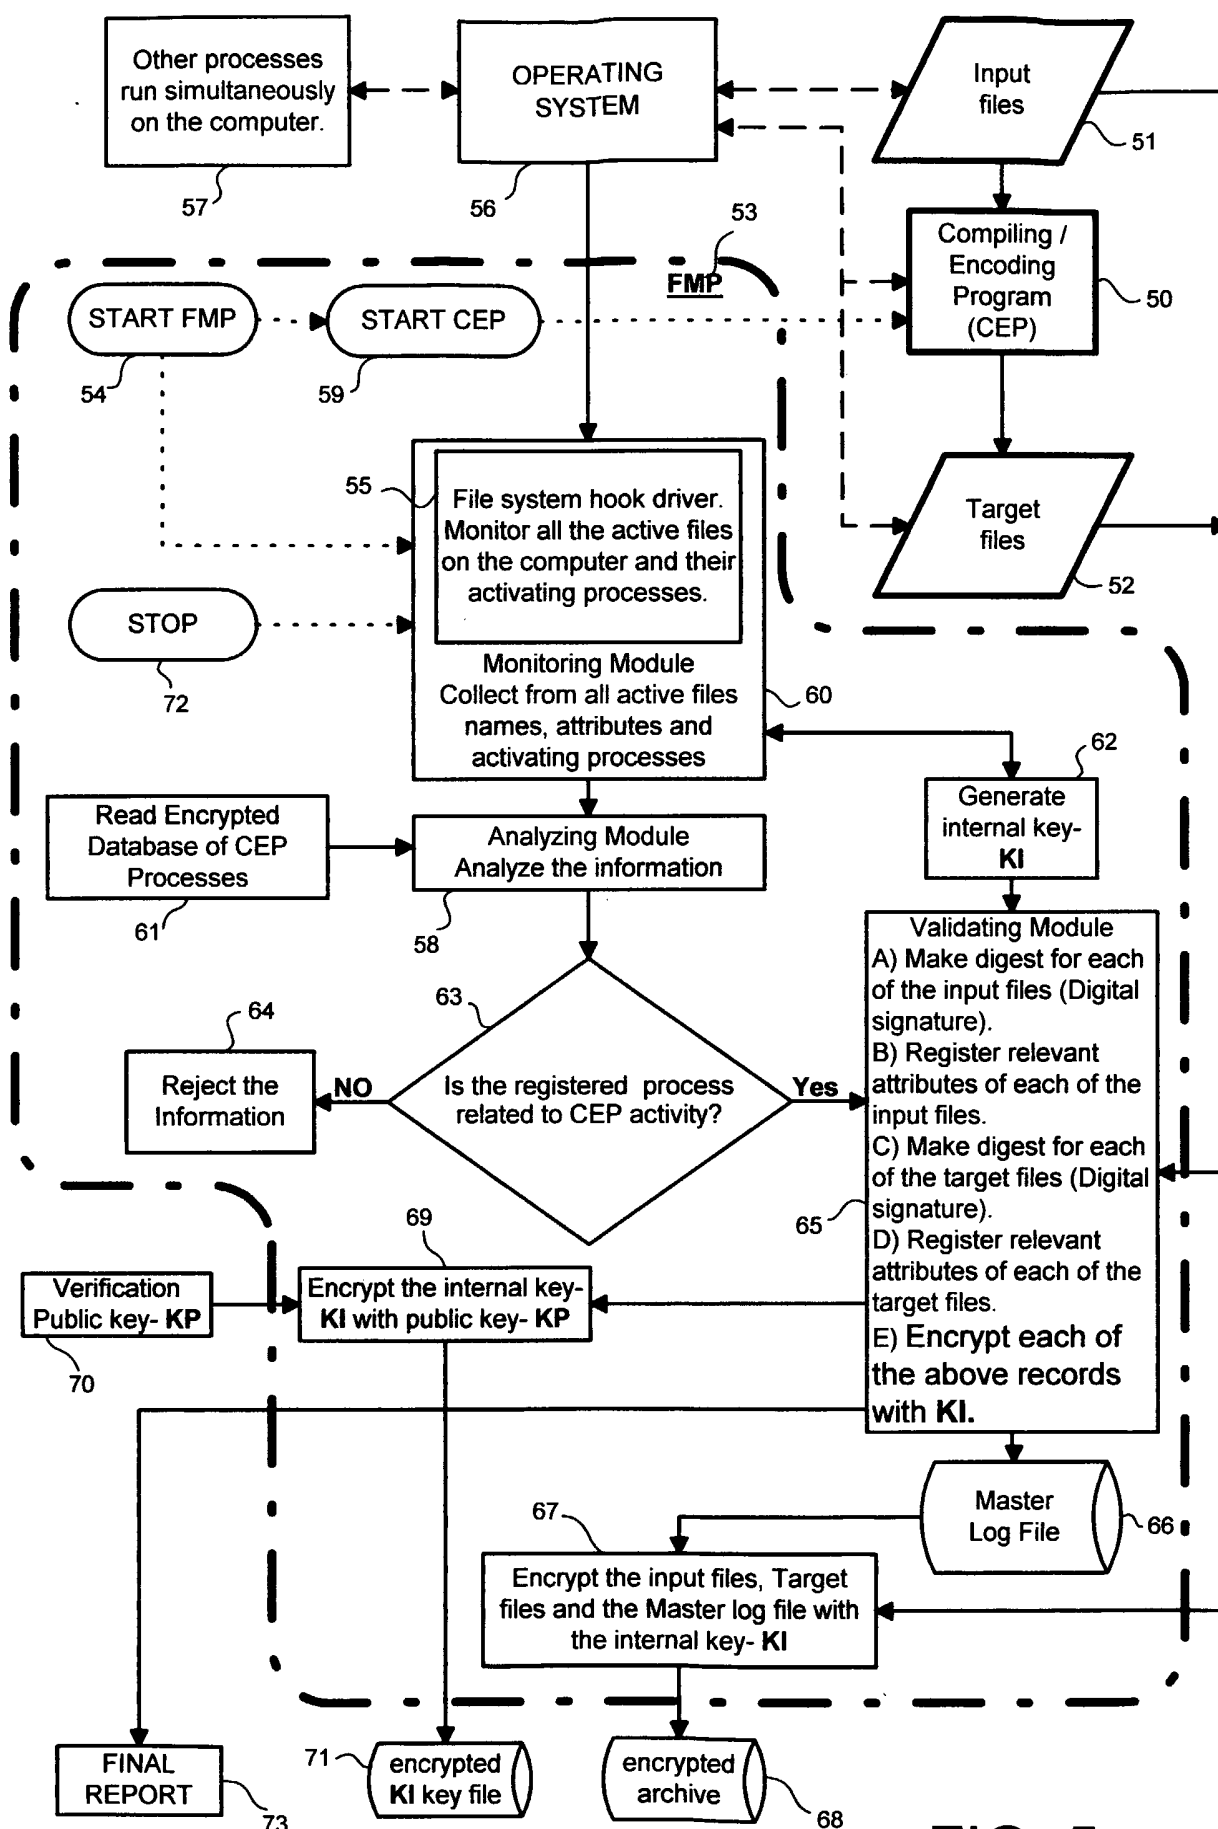 Other processes
run simultaneously
on the computer.
57
OPERATING
SYSTEM
56
Input
files
51
53
FMP
Compiling /
Encoding
Program
(CEP)
50
START FMP
54
START CEP
59
55
File system hook driver.
Monitor all the active files
on the computer and their
activating processes.
Target
files
52
STOP
72
Monitoring Module
Collect from all active files
names, attributes and
activating processes
60
62
Generate
internal key-
KI
Read Encrypted
Database of CEP
Processes
61
Analyzing Module
Analyze the information
58
63
64
Reject the
Information
NO
Is the registered process
related to CEP activity?
Yes
Validating Module
A) Make digest for each
of the input files (Digital
signature).
B) Register relevant
attributes of each of the
input files.
C) Make digest for each
of the target files (Digital
signature).
D) Register relevant
attributes of each of the
target files.
E) Encrypt each of
the above records
with KI.
65
69
Verification
Public key- KP
70
Encrypt the internal key-
KI with public key- KP
Master
Log File
66
67
Encrypt the input files, Target
files and the Master log file with
the internal key- KI
FINAL
REPORT
73
71
encrypted
KI key file
encrypted
archive
68